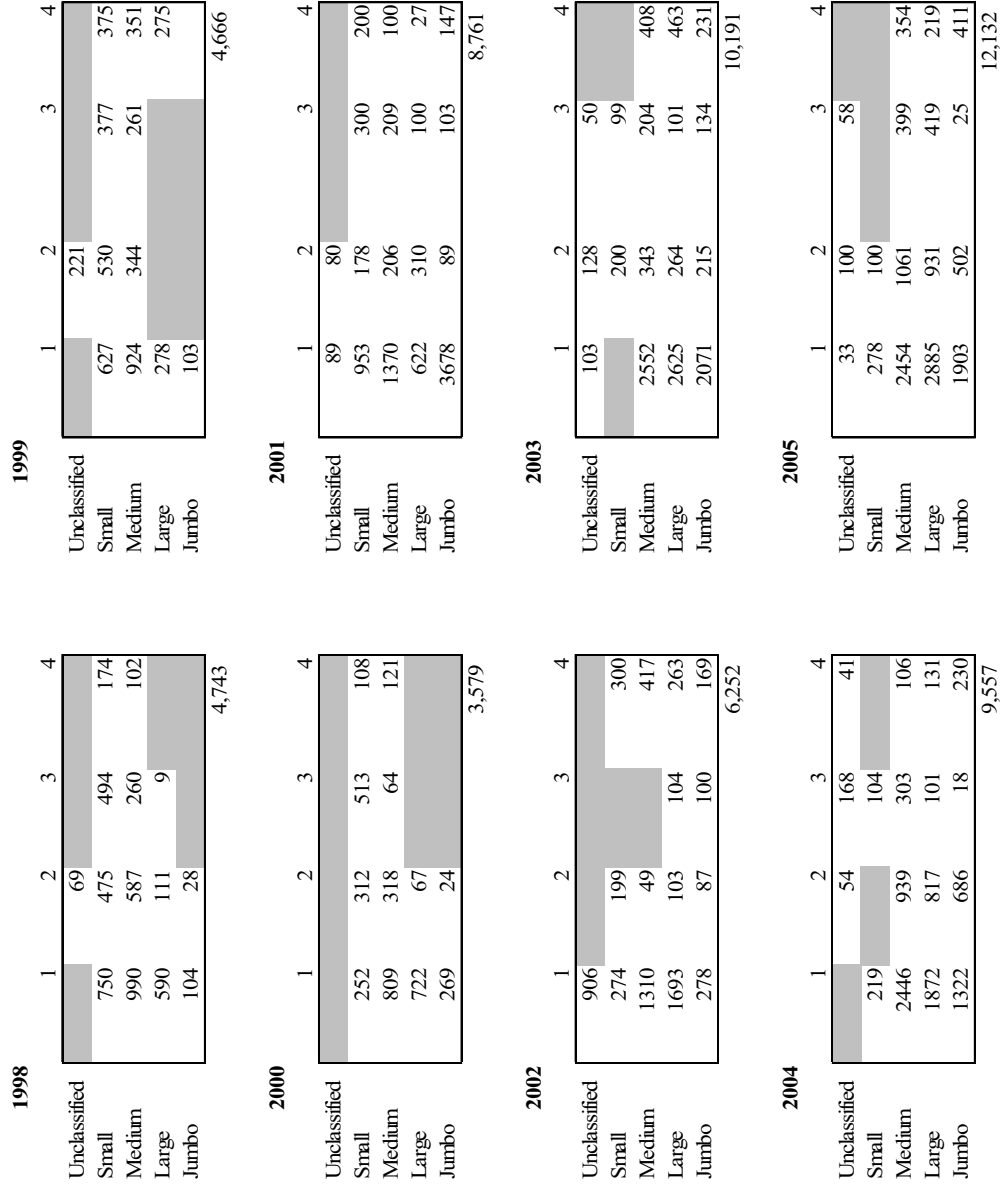 1998
1 2 3 4
Unclassified 69
Small 750 475 494 174
Medium 990 587 260 102
Large 590 111 9
Jumbo 104 28
4,743
1999
1 2 3 4
Unclassified 221
Small 627 530 377 375
Medium 924 344 261 351
Large 278 275
Jumbo 103
4,666
2000
1 2 3 4
Unclassified
Small 252 312 513 108
Medium 809 318 64 121
Large 722 67
Jumbo 269 24
3,579
2001
1 2 3 4
Unclassified 89 80
Small 953 178 300 200
Medium 1370 206 209 100
Large 622 310 100 27
Jumbo 3678 89 103 147
8,761
2002
1 2 3 4
Unclassified 906
Small 274 199 300
Medium 1310 49 417
Large 1693 103 104 263
Jumbo 278 87 100 169
6,252
2003
1 2 3 4
Unclassified 103 128 50
Small 200 99
Medium 2552 343 204 408
Large 2625 264 101 463
Jumbo 2071 215 134 231
10,191
2004
1 2 3 4
Unclassified 54 168 41
Small 219 104
Medium 2446 939 303 106
Large 1872 817 101 131
Jumbo 1322 686 18 230
9,557
2005
1 2 3 4
Unclassified 33 100 58
Small 278 100
Medium 2454 1061 399 354
Large 2885 931 419 219
Jumbo 1903 502 25 411
12,132